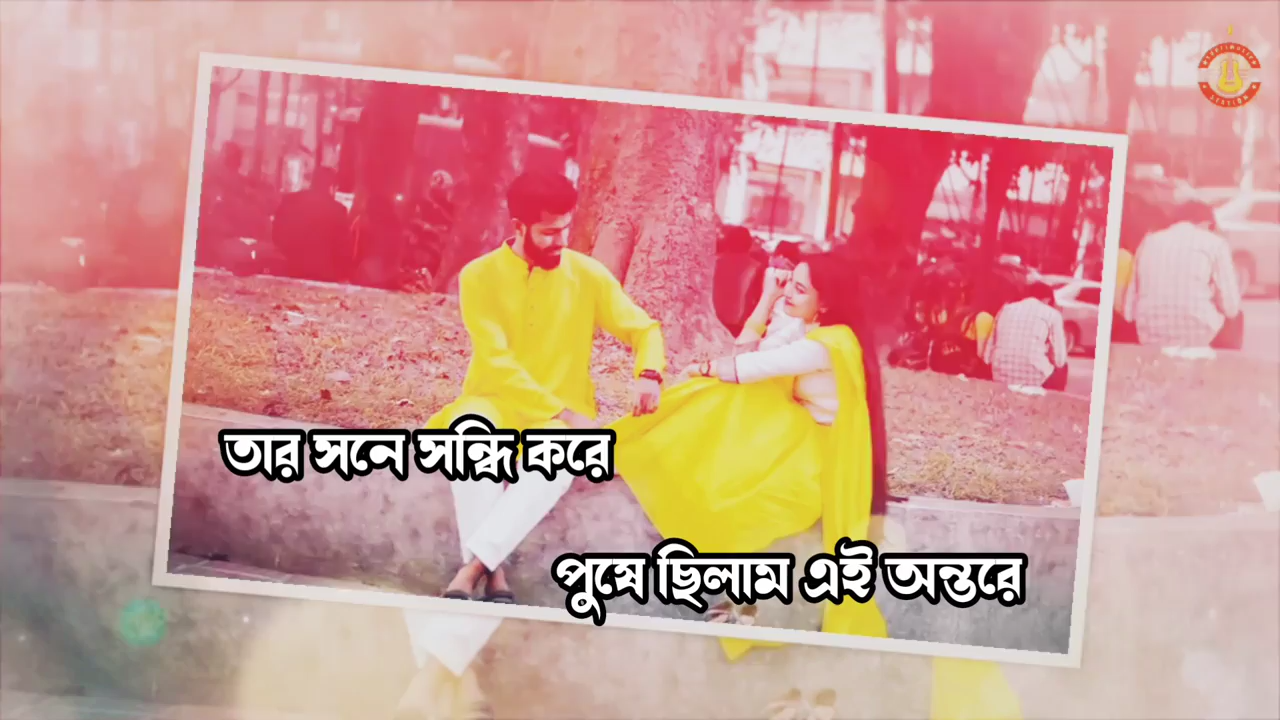 তার সনে সন্ধি করে
পুষে ছিলাম এই অন্তরে